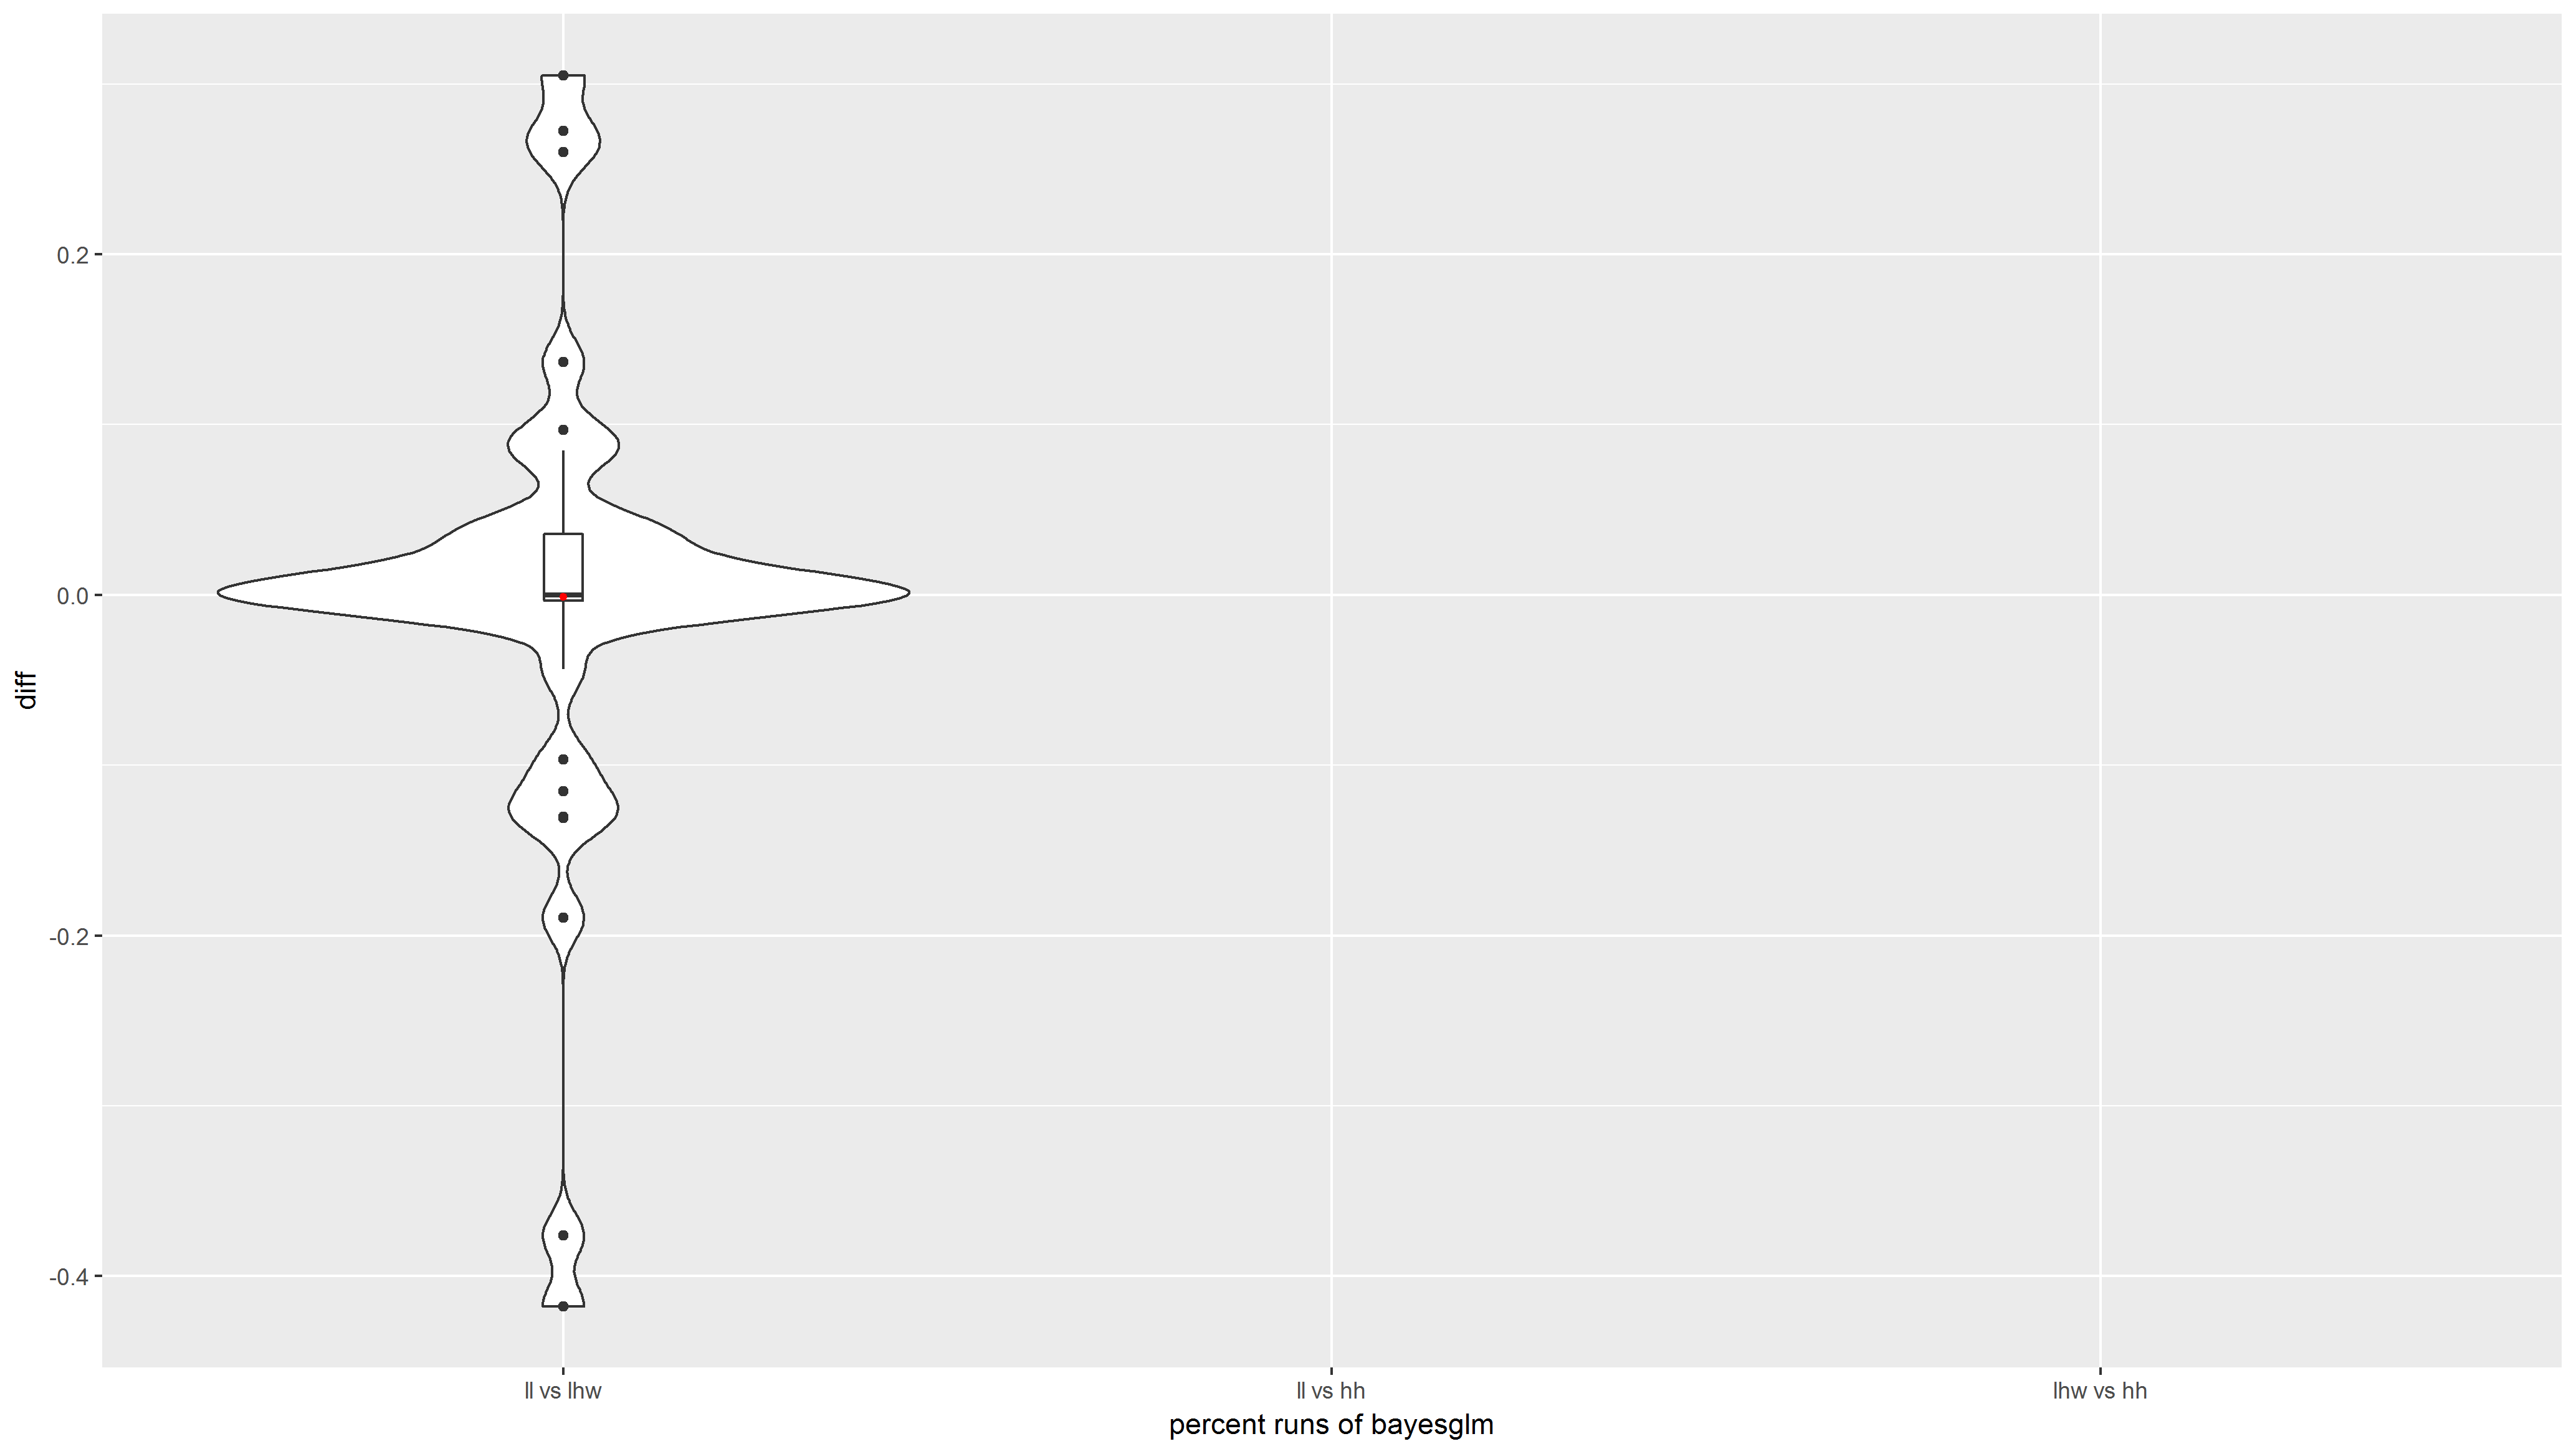 0.2
0.0
-0.2
-0.4
diff
ll vs lhw
ll vs hh
lhw vs hh
percent runs of bayesglm